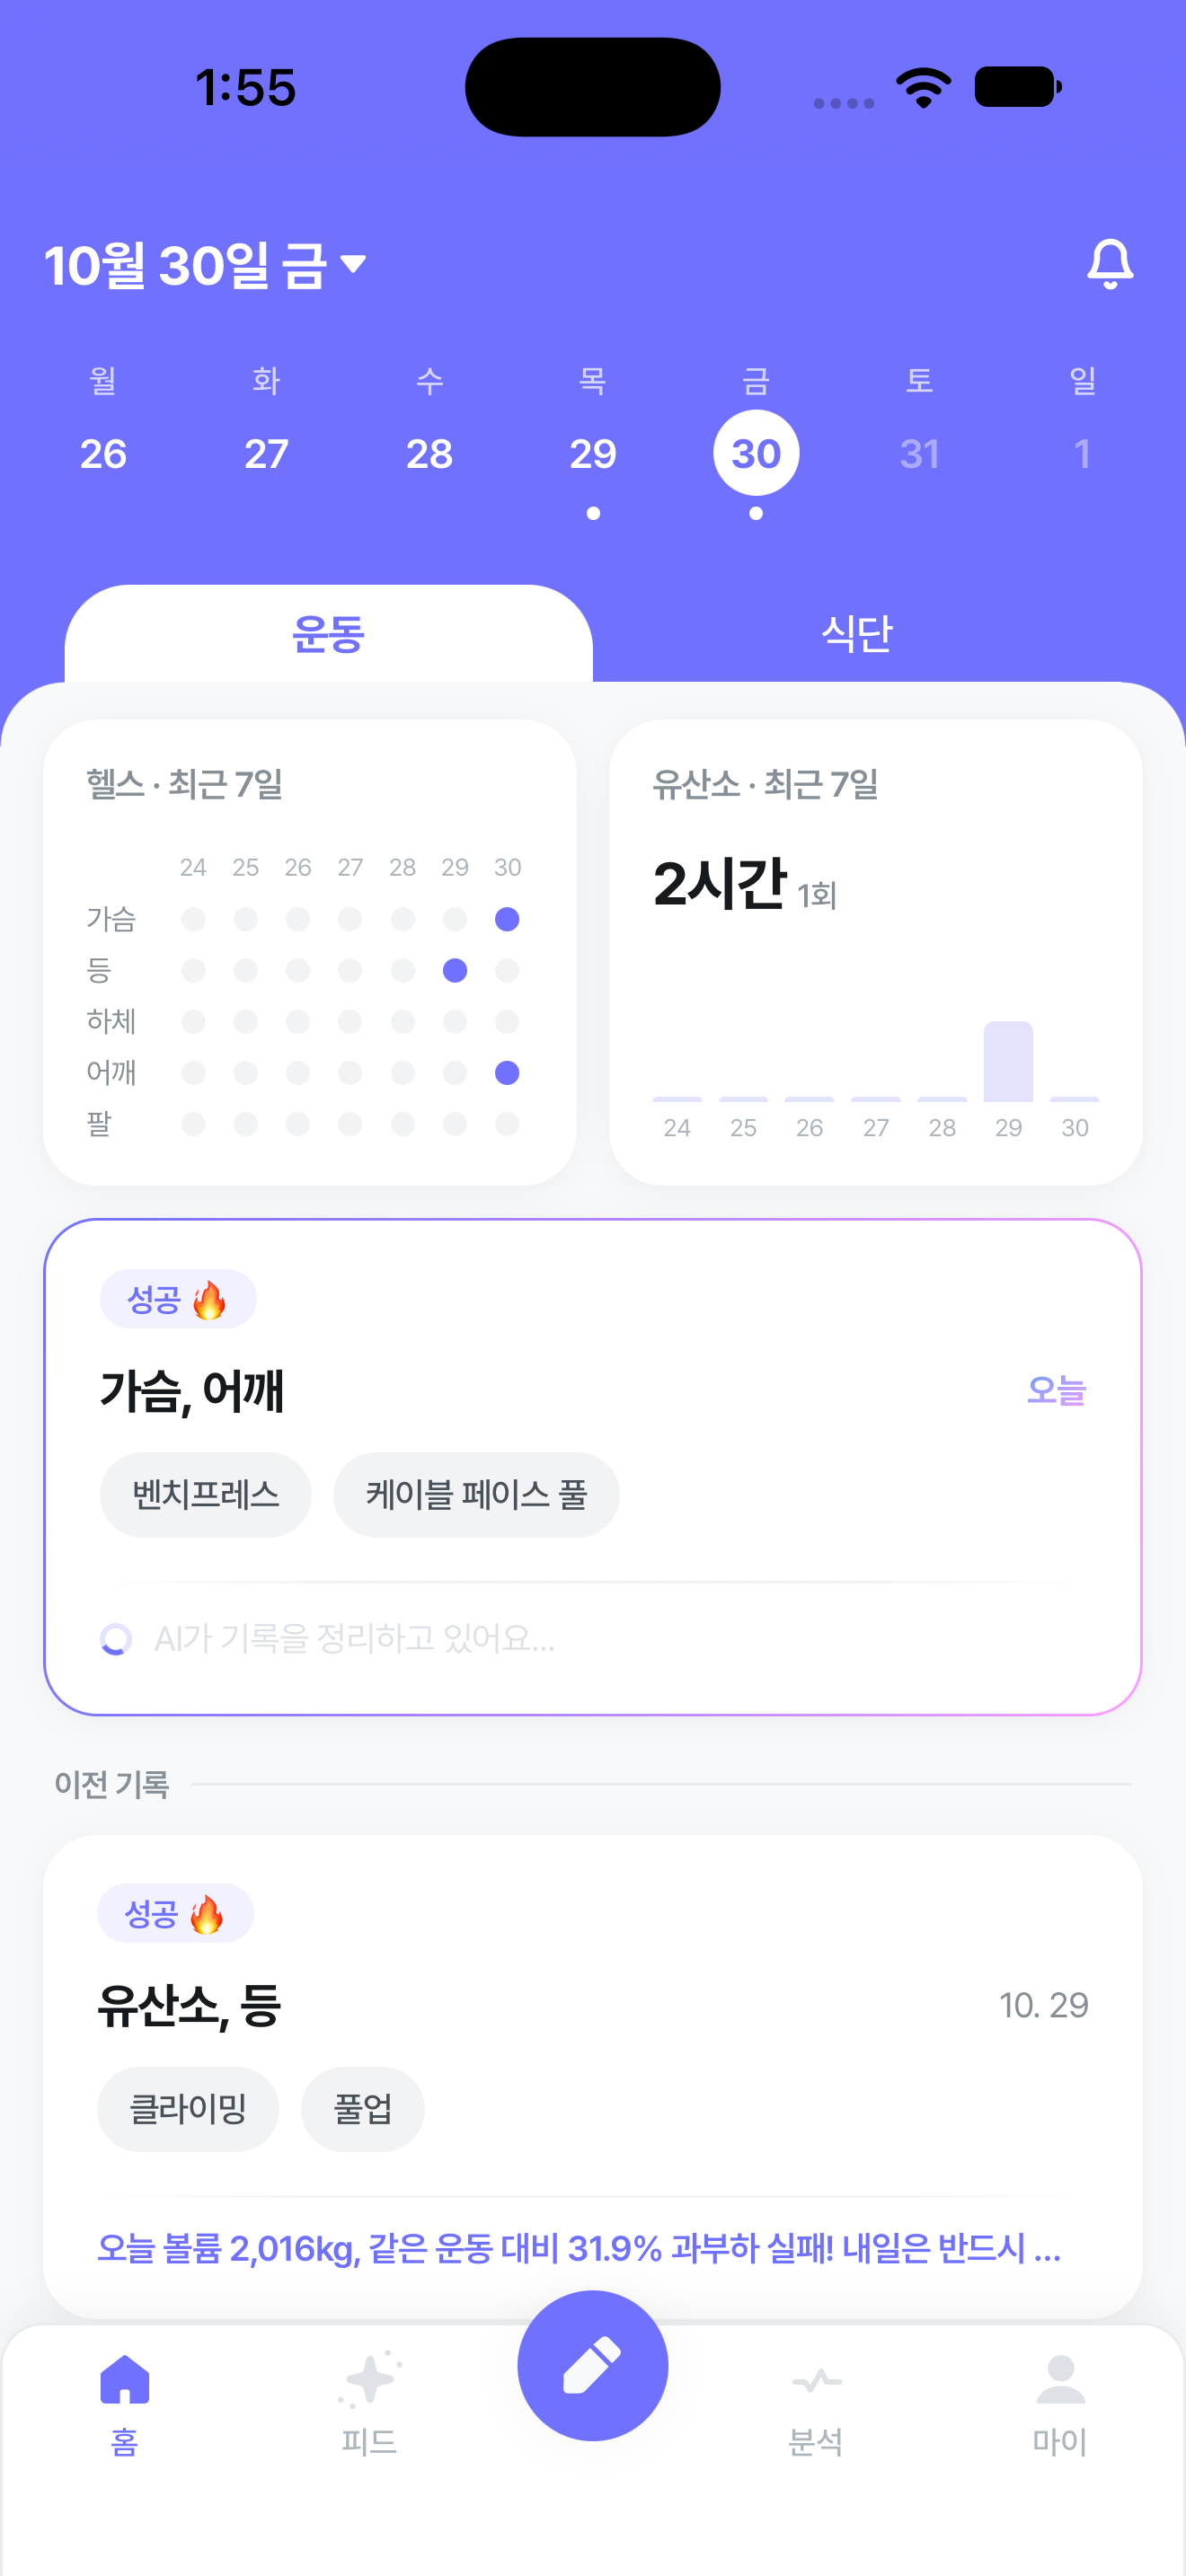 1:55
10월 30일 금
월 화 수 목 금 토 일
26 27 28 29 30 31 1
운동 식단
헬스 · 최근 7일
24 25 26 27 28 29 30
가슴
등
하체
어깨
팔
유산소 · 최근 7일
2시간 1회
24 25 26 27 28 29 30
성공 🔥
가슴, 어깨
오늘
벤치프레스 케이블 페이스 풀
AI가 기록을 정리하고 있어요...
이전 기록
성공 🔥
유산소, 등
10. 29
클라이밍 풀업
오늘 볼륨 2,016kg, 같은 운동 대비 31.9% 과부하 실패! 내일은 반드시 ...
홈 피드 분석 마이